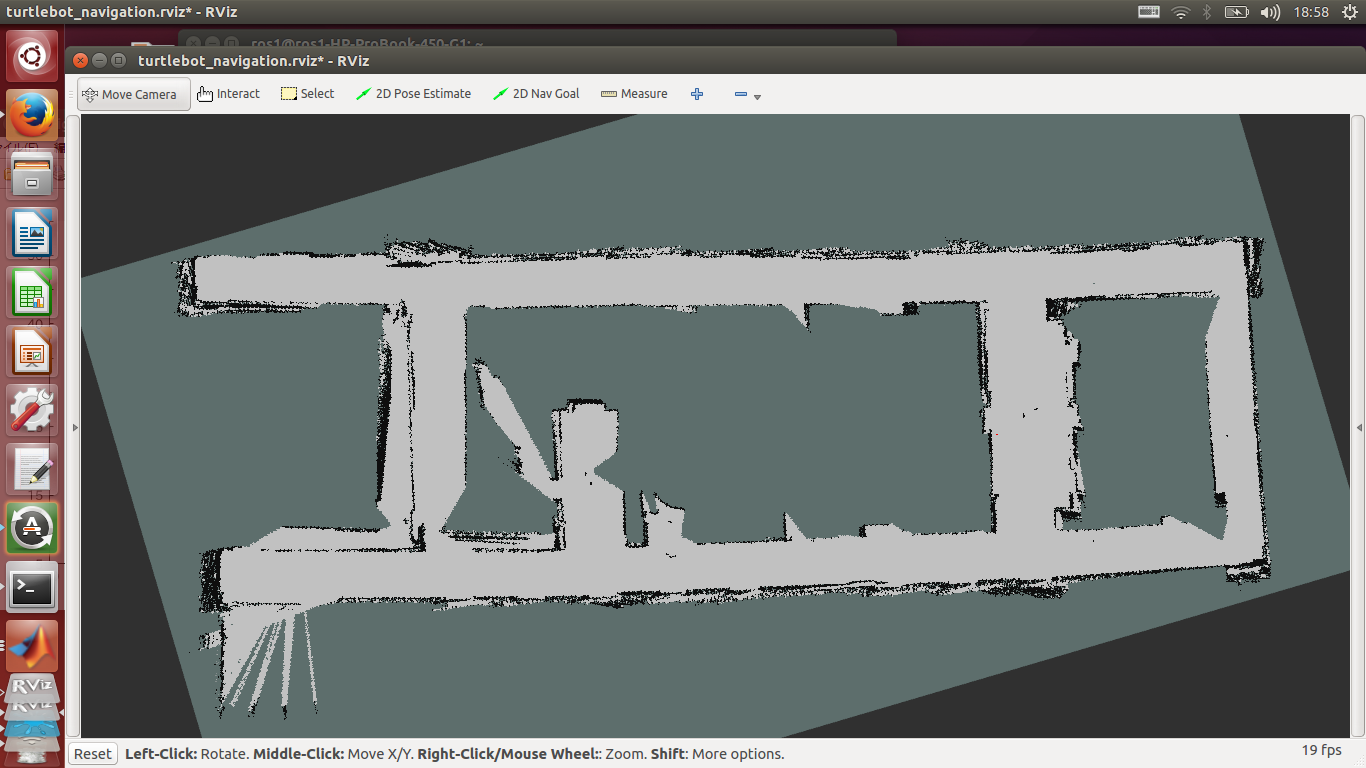 turtlebot_navigation.rviz* - RViz
18:58
ros1@ros1-HP-ProBook-450-G1: ~
turtlebot_navigation.rviz* - RViz
Move Camera
Interact
Select
2D Pose Estimate
2D Nav Goal
Measure
15
RViz
RViz
Reset
Left-Click: Rotate. Middle-Click: Move X/Y. Right-Click/Mouse Wheel:: Zoom. Shift: More options.
19 fps